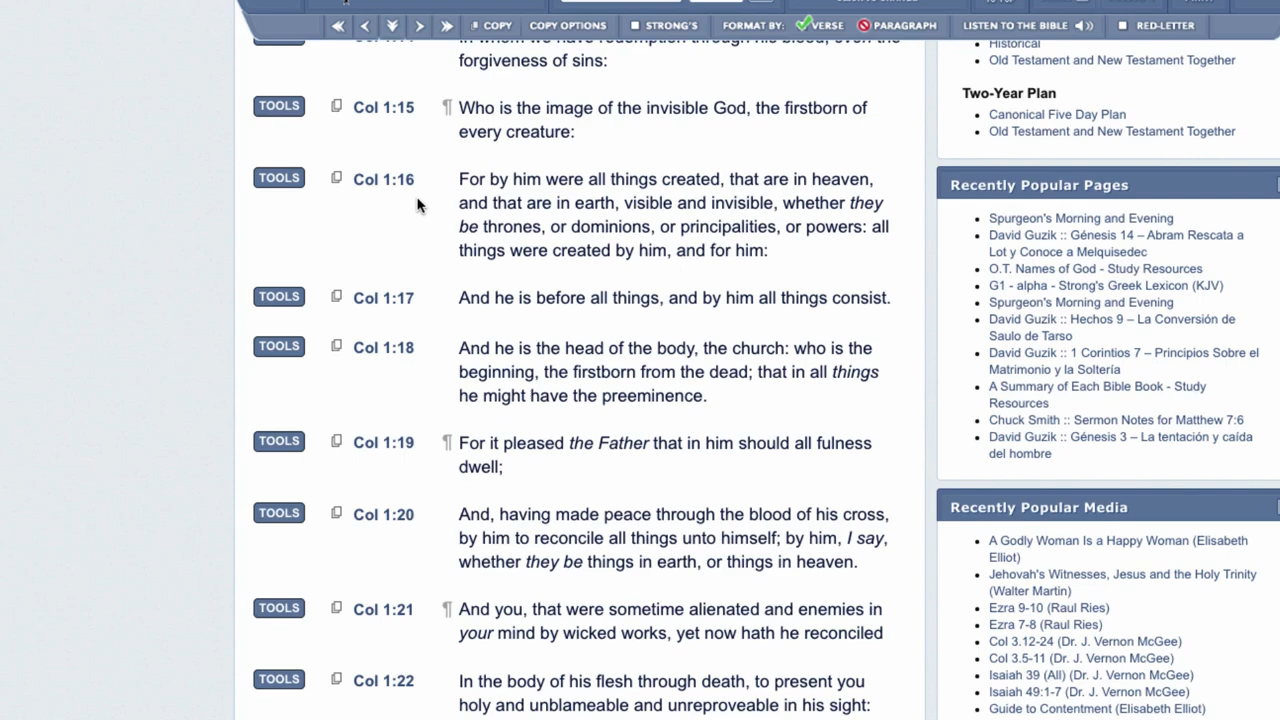 COPY COPY OPTIONS STRONG'S FORMAT BY: VERSE PARAGRAPH LISTEN TO THE BIBLE RED-LETTER
forgiveness of sins:
TOOLS Col 1:15 ¶ Who is the image of the invisible God, the firstborn of
every creature:
TOOLS Col 1:16 For by him were all things created, that are in heaven,
and that are in earth, visible and invisible, whether they
be thrones, or dominions, or principalities, or powers: all
things were created by him, and for him:
TOOLS Col 1:17 And he is before all things, and by him all things consist.
TOOLS Col 1:18 And he is the head of the body, the church: who is the
beginning, the firstborn from the dead; that in all things
he might have the preeminence.
TOOLS Col 1:19 ¶ For it pleased the Father that in him should all fulness
dwell;
TOOLS Col 1:20 And, having made peace through the blood of his cross,
by him to reconcile all things unto himself; by him, I say,
whether they be things in earth, or things in heaven.
TOOLS Col 1:21 ¶ And you, that were sometime alienated and enemies in
your mind by wicked works, yet now hath he reconciled
TOOLS Col 1:22 In the body of his flesh through death, to present you
holy and unblameable and unreproveable in his sight:
Historical
Old Testament and New Testament Together
Two-Year Plan
Canonical Five Day Plan
Old Testament and New Testament Together
Recently Popular Pages
Spurgeon's Morning and Evening
David Guzik :: Génesis 14 – Abram Rescata a
Lot y Conoce a Melquisedec
O.T. Names of God - Study Resources
G1 - alpha - Strong's Greek Lexicon (KJV)
Spurgeon's Morning and Evening
David Guzik :: Hechos 9 – La Conversión de
Saulo de Tarso
David Guzik :: 1 Corintios 7 – Principios Sobre el
Matrimonio y la Soltería
A Summary of Each Bible Book - Study
Resources
Chuck Smith :: Sermon Notes for Matthew 7:6
David Guzik :: Génesis 3 – La tentación y caída
del hombre
Recently Popular Media
A Godly Woman Is a Happy Woman (Elisabeth
Elliot)
Jehovah's Witnesses, Jesus and the Holy Trinity
(Walter Martin)
Ezra 9-10 (Raul Ries)
Ezra 7-8 (Raul Ries)
Col 3.12-24 (Dr. J. Vernon McGee)
Col 3.5-11 (Dr. J. Vernon McGee)
Isaiah 39 (All) (Dr. J. Vernon McGee)
Isaiah 49:1-7 (Dr. J. Vernon McGee)
Guide to Contentment (Elisabeth Elliot)